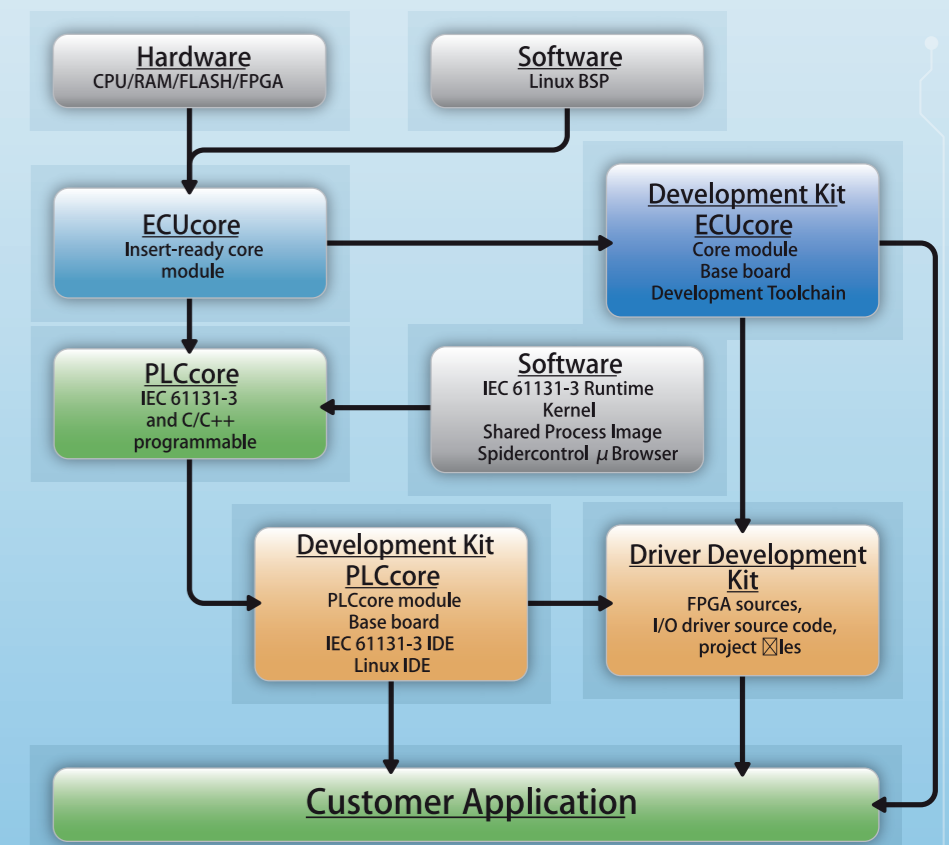 Hardware
CPU/RAM/FLASH/FPGA
Software
Linux BSP
ECUcore
Insert-ready core
module
Development Kit
ECUcore
Core module
Base board
Development Toolchain
PLCcore
IEC 61131-3
and C/C++
programmable
Software
IEC 61131-3 Runtime
Kernel
Shared Process Image
Spidercontrol µ Browser
Development Kit
PLCcore
PLCcore module
Base board
IEC 61131-3 IDE
Linux IDE
Driver Development
Kit
FPGA sources,
I/O driver source code,
project ☒les
Customer Application